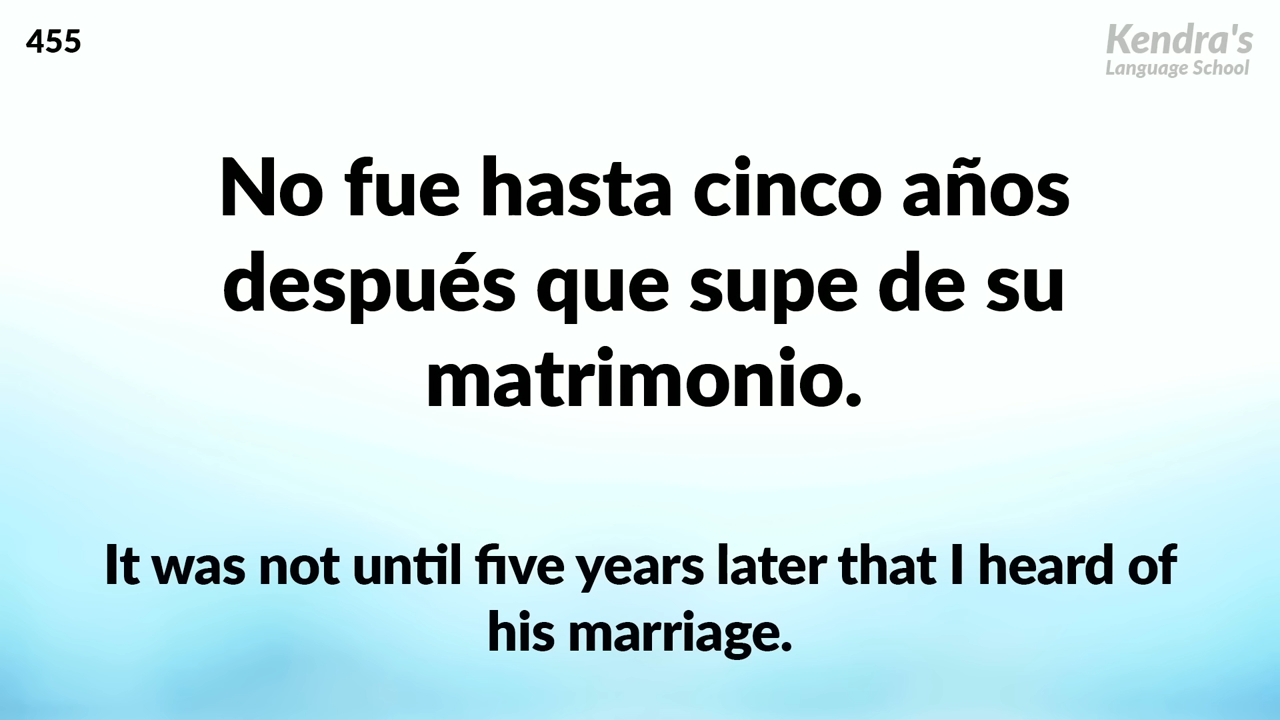 455
Kendra's
Language School
No fue hasta cinco años
después que supe de su
matrimonio.
It was not until five years later that I heard of
his marriage.